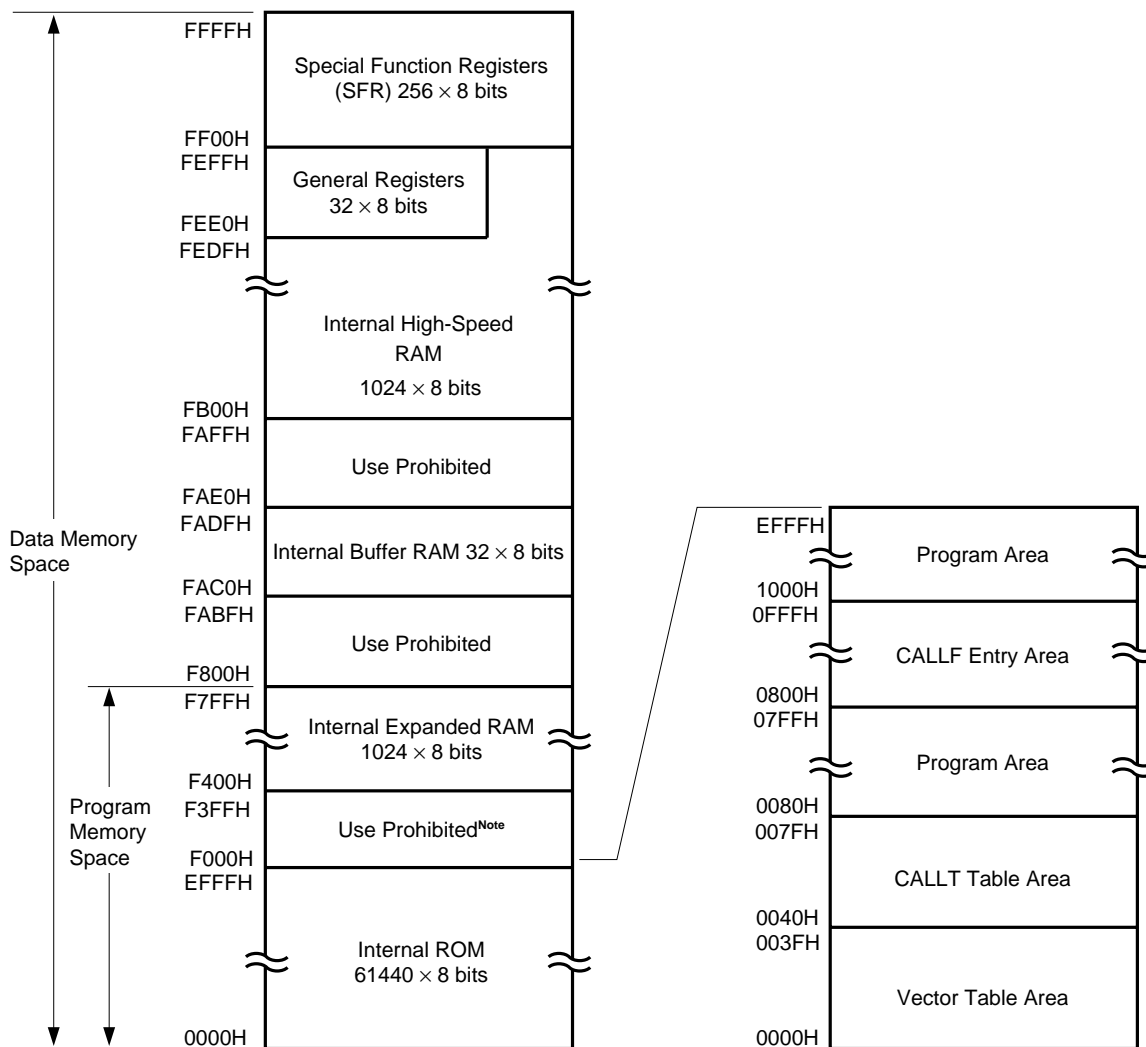 FFFFH
Special Function Registers
(SFR) 256 × 8 bits
FF00H
FEFFH
General Registers
32 × 8 bits
FEE0H
FEDFH
Internal High-Speed
RAM
1024 × 8 bits
FB00H
FAFFH
Use Prohibited
FAE0H
FADFH
Data Memory
Space
Internal Buffer RAM 32 × 8 bits
FAC0H
FABFH
Use Prohibited
F800H
F7FFH
Internal Expanded RAM
1024 × 8 bits
F400H
F3FFH
Program
Memory
Space
Use Prohibited Note
F000H
EFFFH
Internal ROM
61440 × 8 bits
0000H
EFFFH
Program Area
1000H
0FFFH
CALLF Entry Area
0800H
07FFH
Program Area
0080H
007FH
CALLT Table Area
0040H
003FH
Vector Table Area
0000H